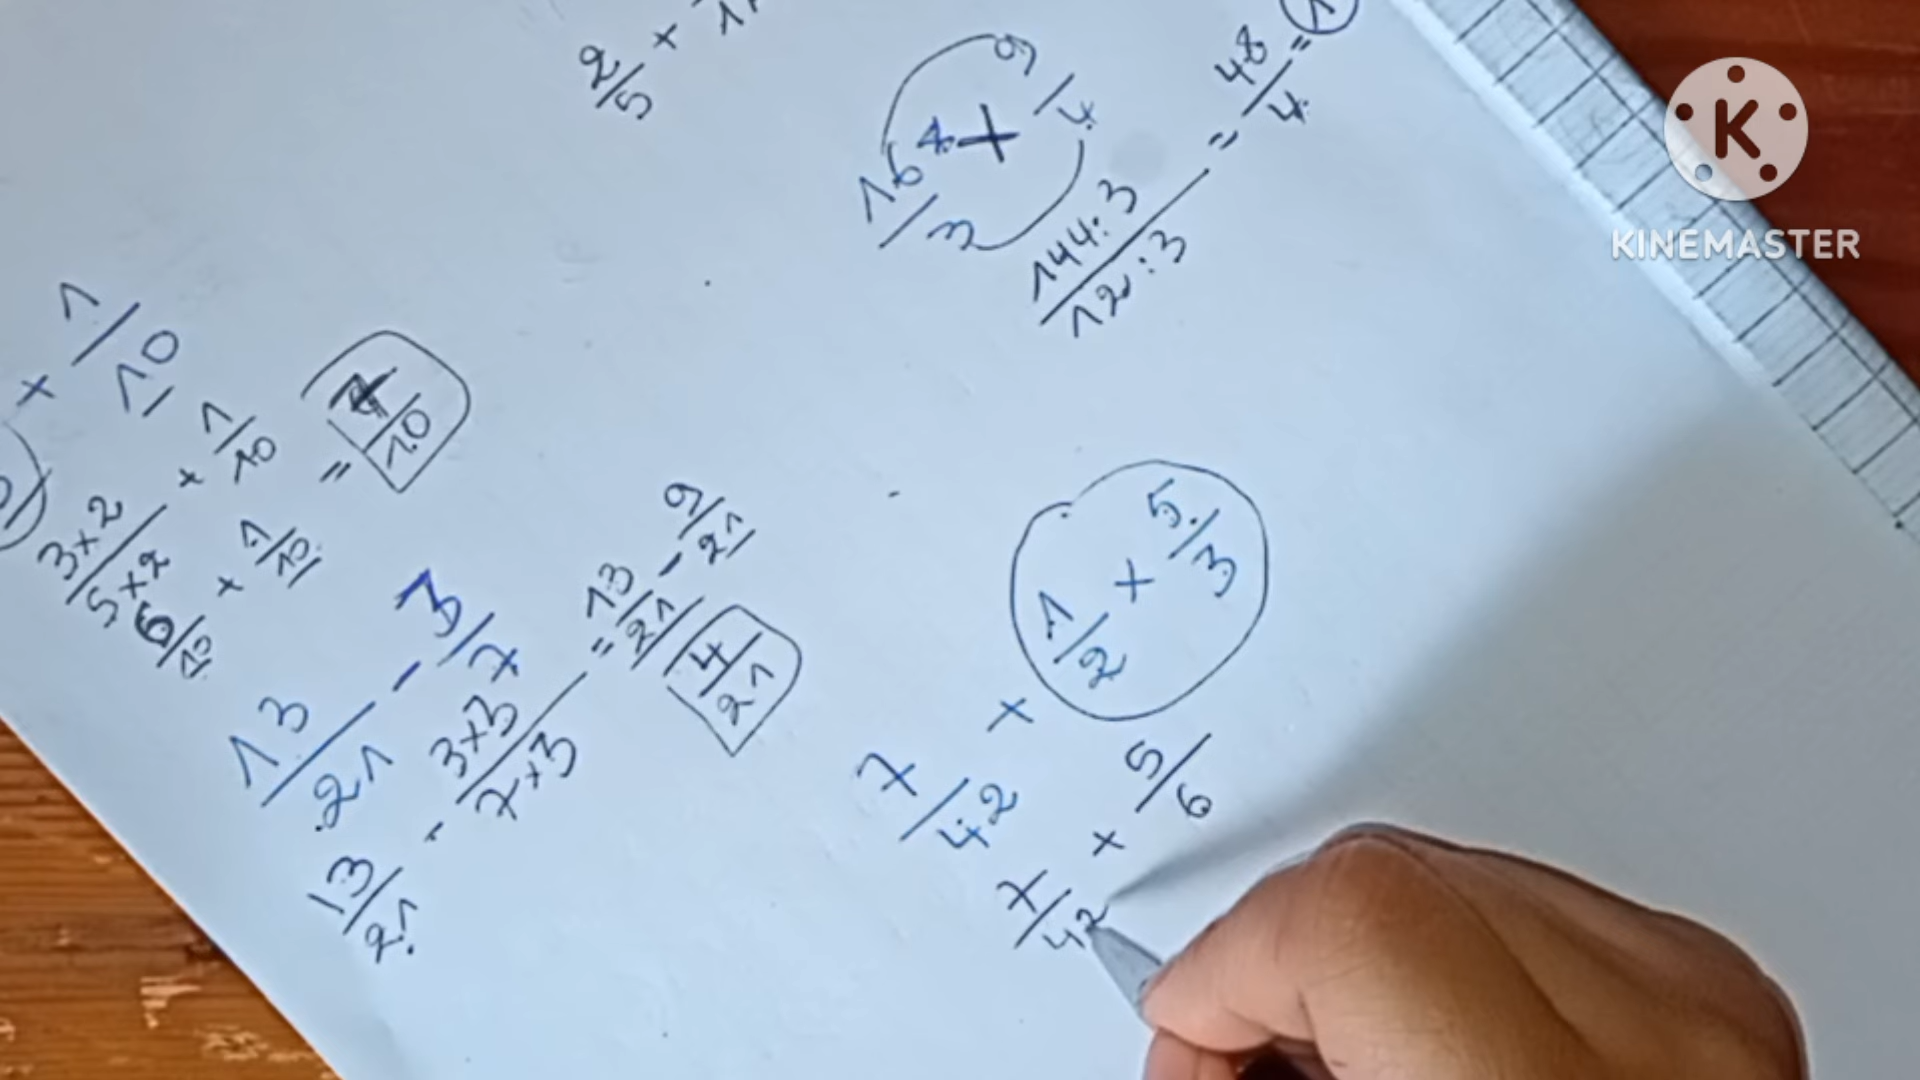 2/5 +
16/3 × 9/4
144:3/12:3 = 48/4 =
+ 1/10
3×2/5×2 + 1/10
6/10 + 1/10 = 7/10
13/21 - 3/7
13/21 - 3×3/7×3 = 13/21 - 9/21
4/21
7/42 + 1/2 × 5/3
7/42 + 5/6
KINEMASTER